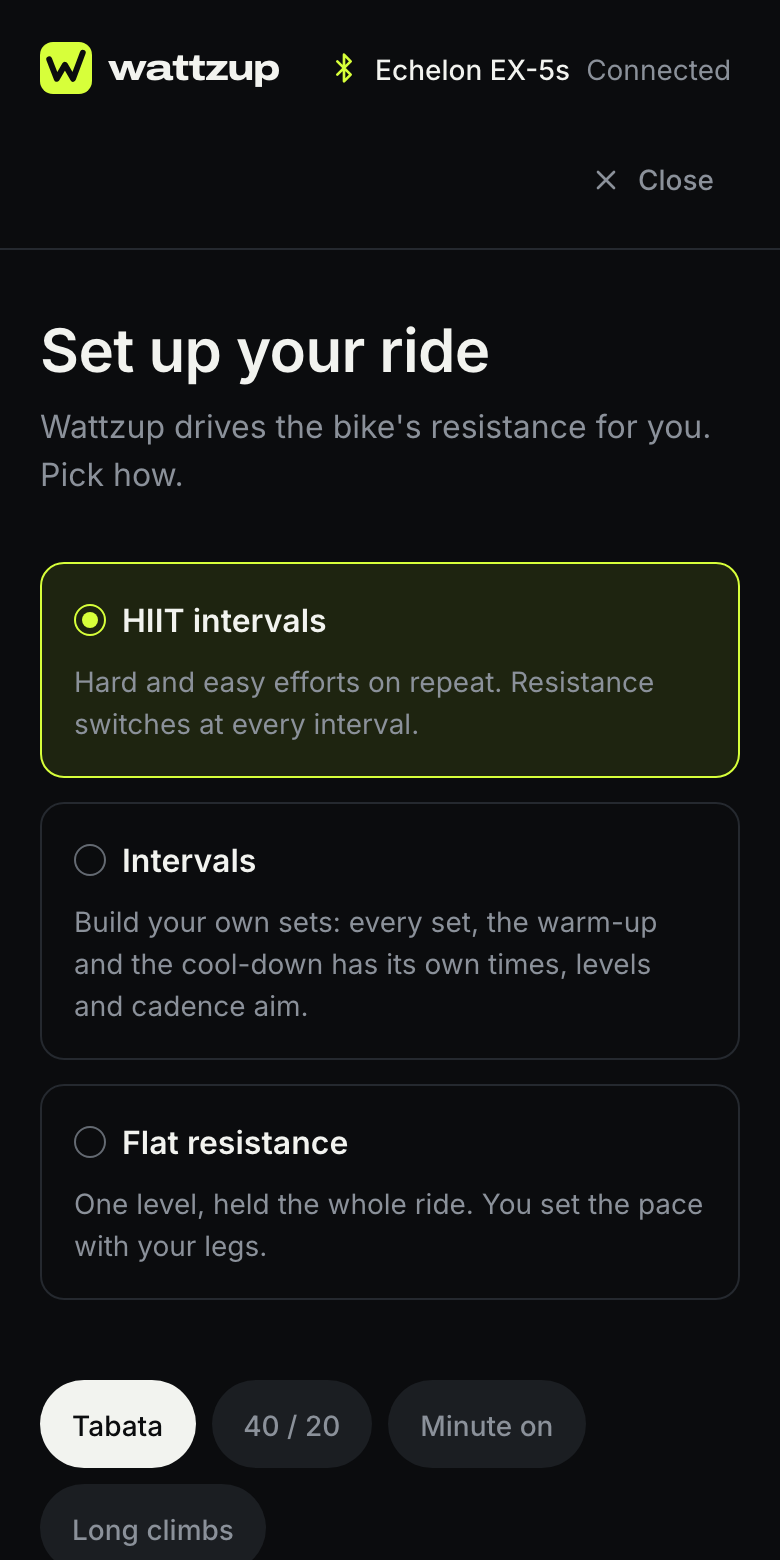 wattzup
Echelon EX-5s Connected
Close
Set up your ride
Wattzup drives the bike's resistance for you.
Pick how.
HIIT intervals
Hard and easy efforts on repeat. Resistance
switches at every interval.
Intervals
Build your own sets: every set, the warm-up
and the cool-down has its own times, levels
and cadence aim.
Flat resistance
One level, held the whole ride. You set the pace
with your legs.
Tabata
40 / 20
Minute on
Long climbs